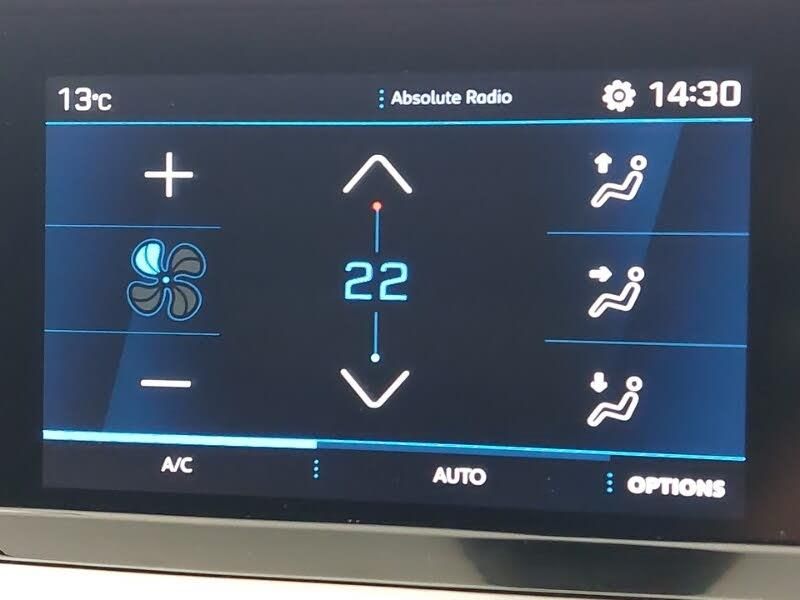 13°C
Absolute Radio
14:30
22
A/C
AUTO
OPTIONS